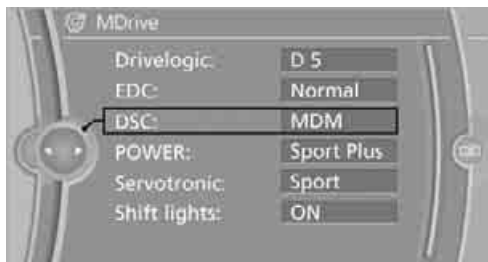 MDrive
Drivelogic: D 5
EDC: Normal
DSC: MDM
POWER: Sport Plus
Servotronic: Sport
Shift lights: ON